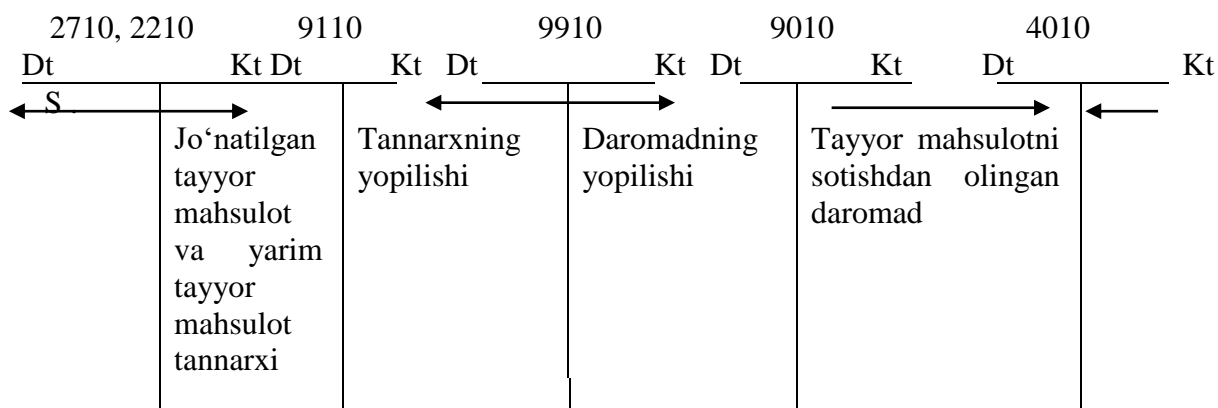 2710, 2210 9110 9910 9010 4010
Dt Kt Dt Kt Dt Kt Dt Kt Dt Kt
S .
Jo‘natilgan Tannarxning Daromadning Tayyor mahsulotni
tayyor yopilishi yopilishi sotishdan olingan
mahsulot daromad
va yarim
tayyor
mahsulot
tannarxi